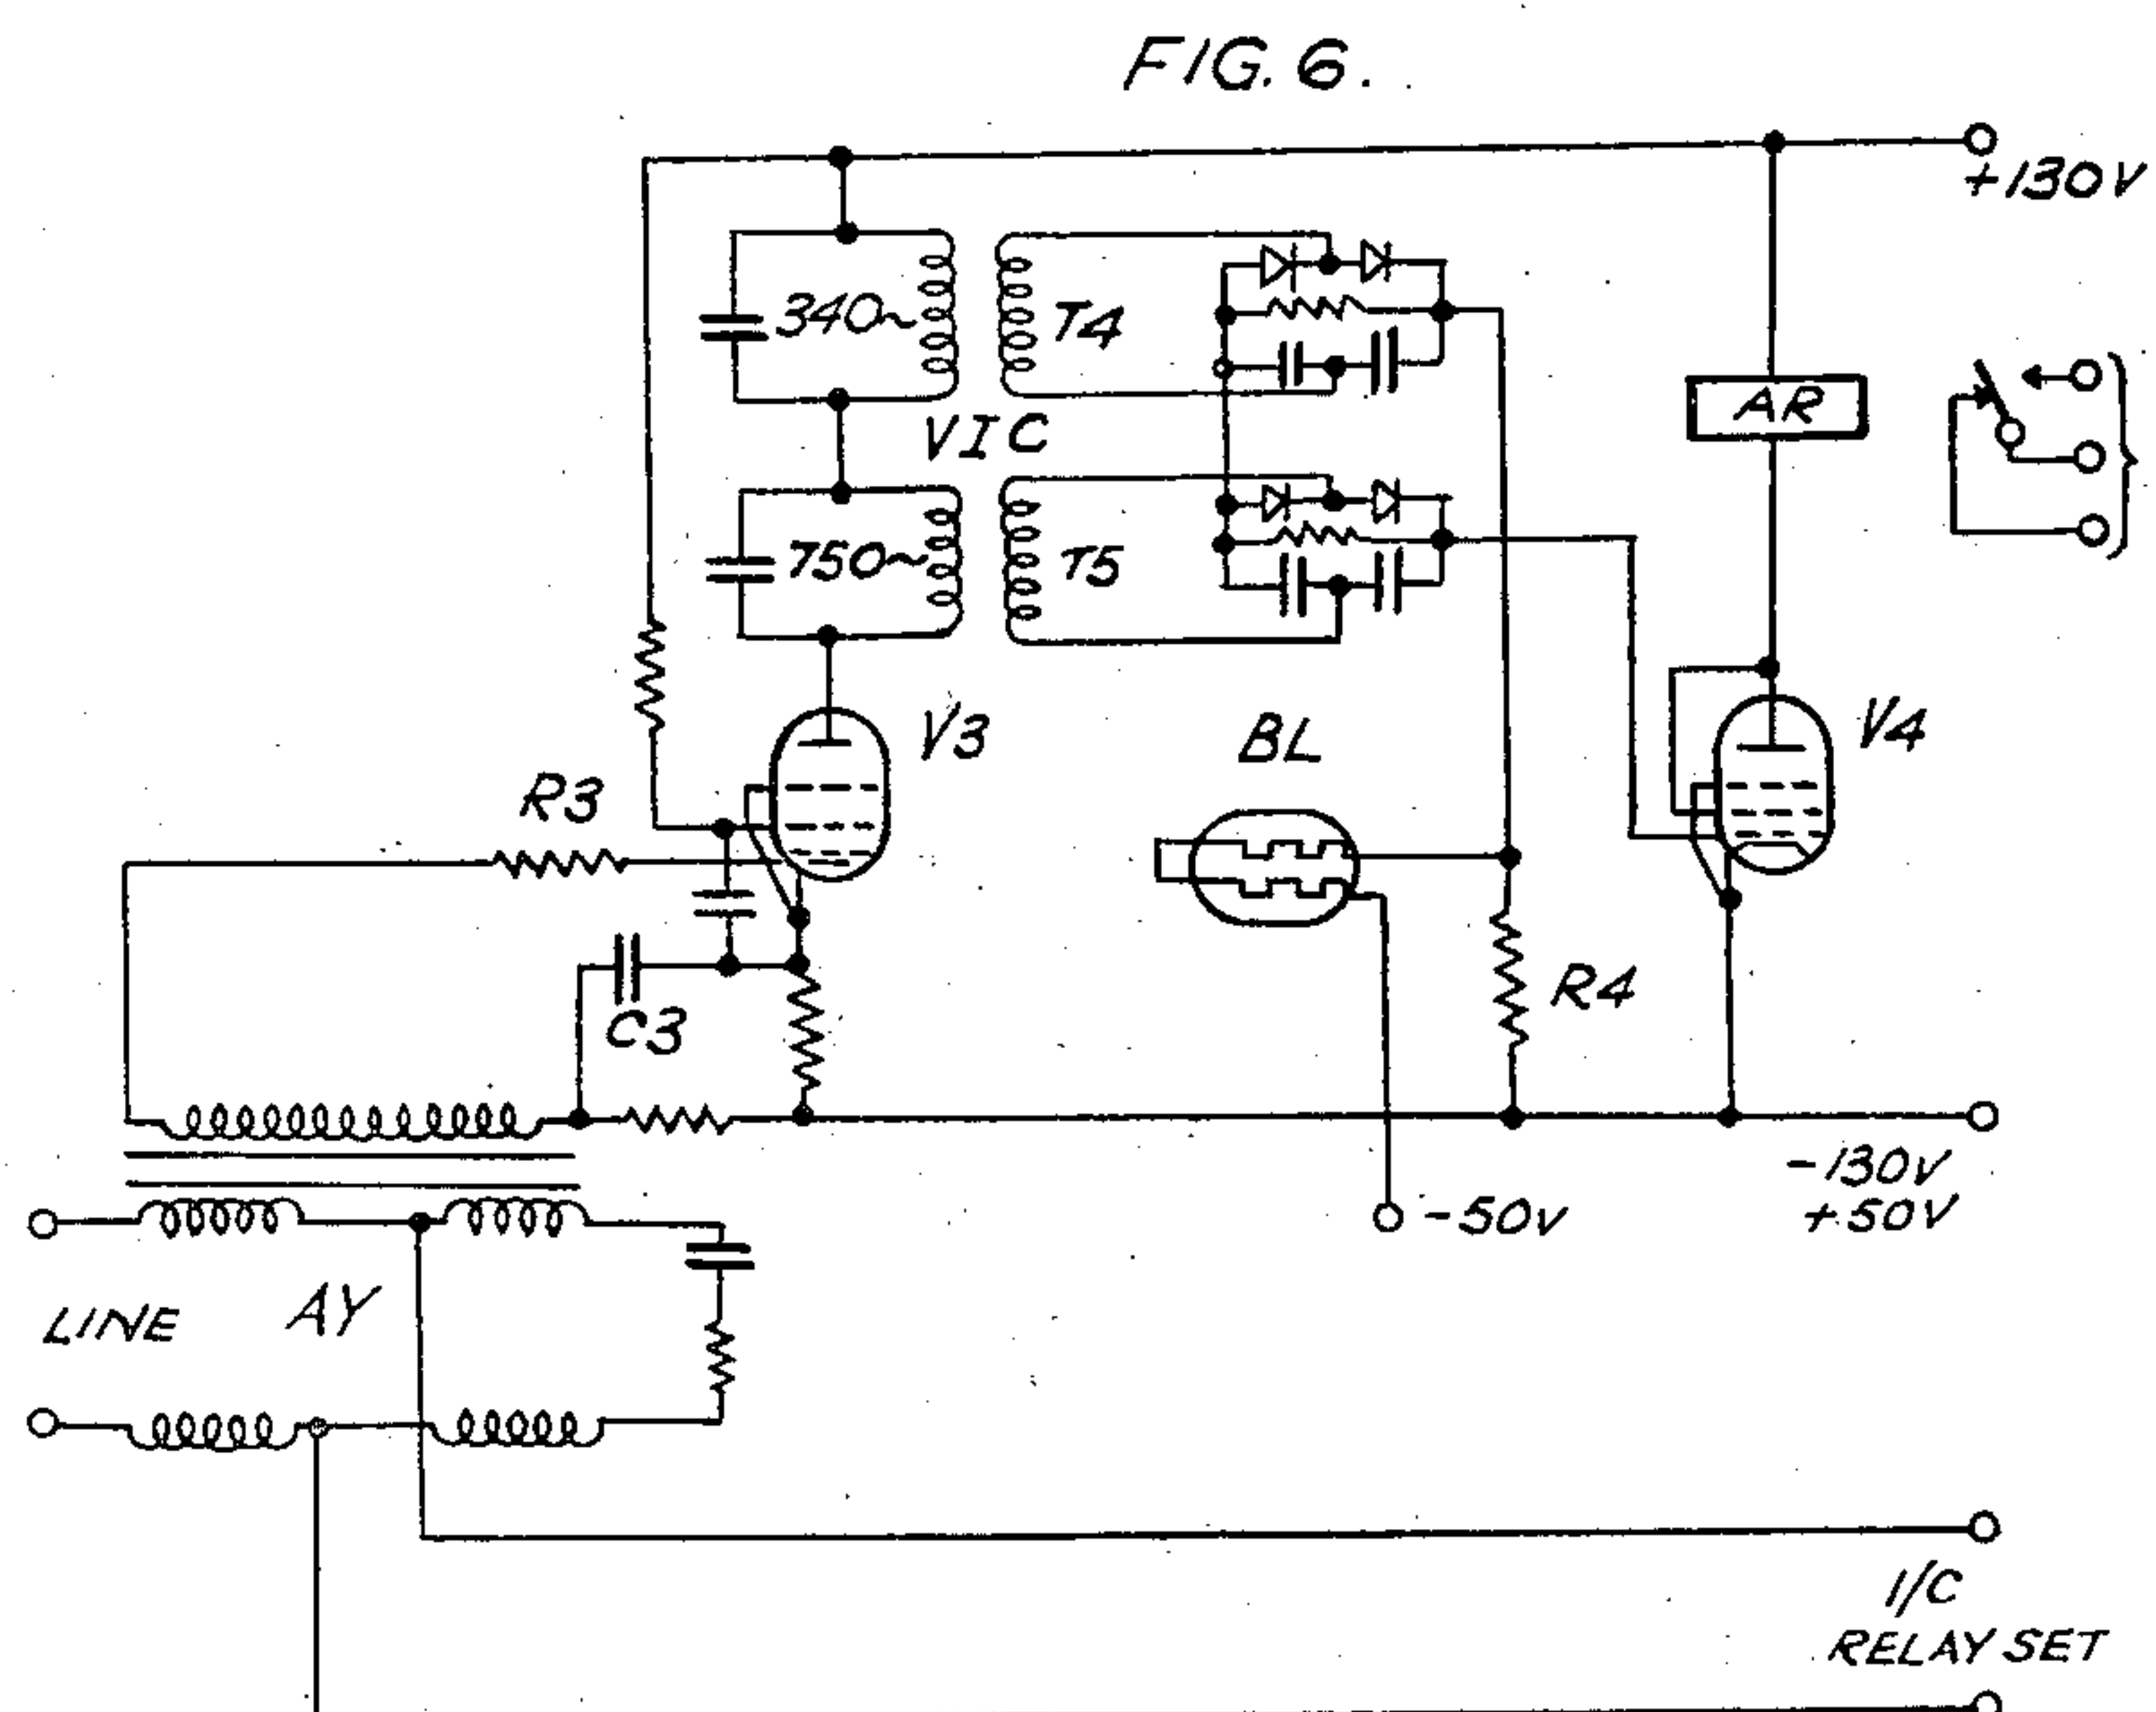 FIG. 6.
+130V
340~
T4
AR
VIC
750~
T5
V3
BL
V4
R3
R4
C3
-130V
+50V
-50V
LINE
AY
I/C
RELAY SET